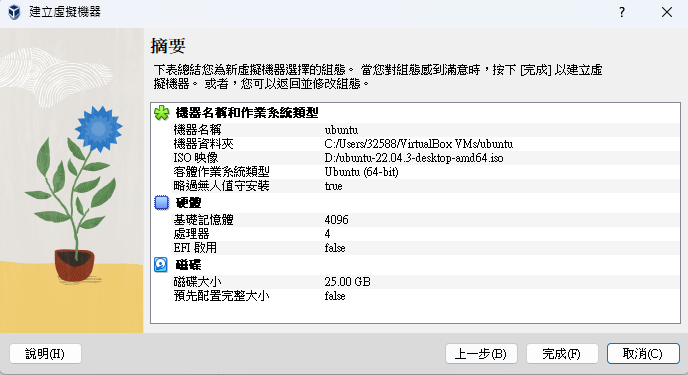 建立虛擬機器
?
摘要
下表總結您為新虛擬機器選擇的組態。 當您對組態感到滿意時，按下 [完成] 以建立虛
擬機器。 或者，您可以返回並修改組態。
機器名稱和作業系統類型
機器名稱 ubuntu
機器資料夾 C:/Users/32588/VirtualBox VMs/ubuntu
ISO 映像 D:/ubuntu-22.04.3-desktop-amd64.iso
客體作業系統類型 Ubuntu (64-bit)
略過無人值守安裝 true
硬體
基礎記憶體 4096
處理器 4
EFI 啟用 false
磁碟
磁碟大小 25.00 GB
預先配置完整大小 false
說明(H) 上一步(B) 完成(F) 取消(C)